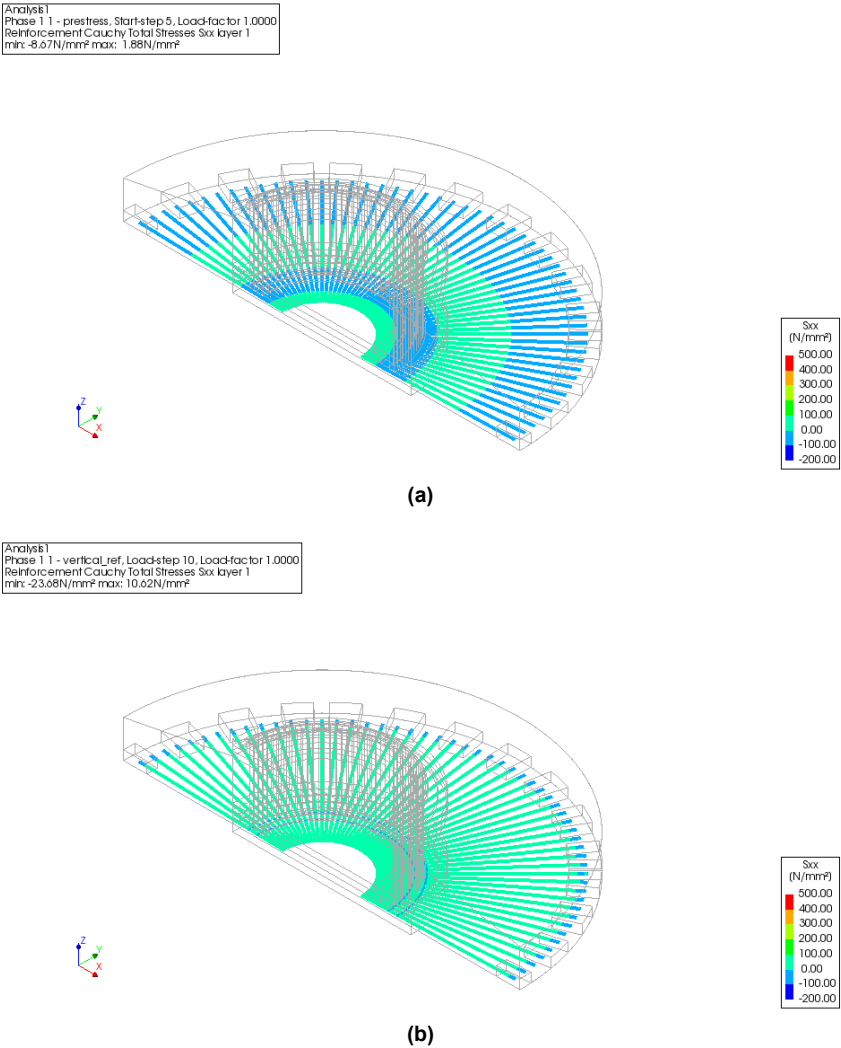 Analysis1
Phase 1 1 - prestress, Start-step 5, Load-factor 1.0000
Reinforcement Cauchy Total Stresses Sxx layer 1
min: -8.67N/mm² max: 1.88N/mm²
Sxx
(N/mm²)
500.00
400.00
300.00
200.00
100.00
0.00
-100.00
-200.00
Z
Y
X
(a)
Analysis1
Phase 1 1 - vertical_ref, Load-step 10, Load-factor 1.0000
Reinforcement Cauchy Total Stresses Sxx layer 1
min: -23.68N/mm² max: 10.62N/mm²
Sxx
(N/mm²)
500.00
400.00
300.00
200.00
100.00
0.00
-100.00
-200.00
Z
Y
X
(b)